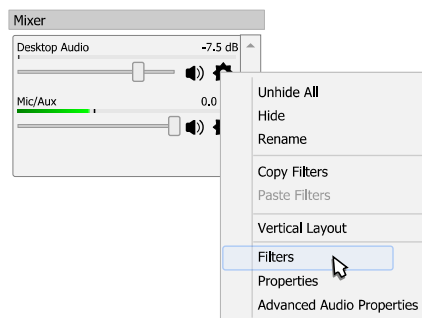 Mixer
Desktop Audio -7.5 dB
Mic/Aux 0.0
Unhide All
Hide
Rename
Copy Filters
Paste Filters
Vertical Layout
Filters
Properties
Advanced Audio Properties